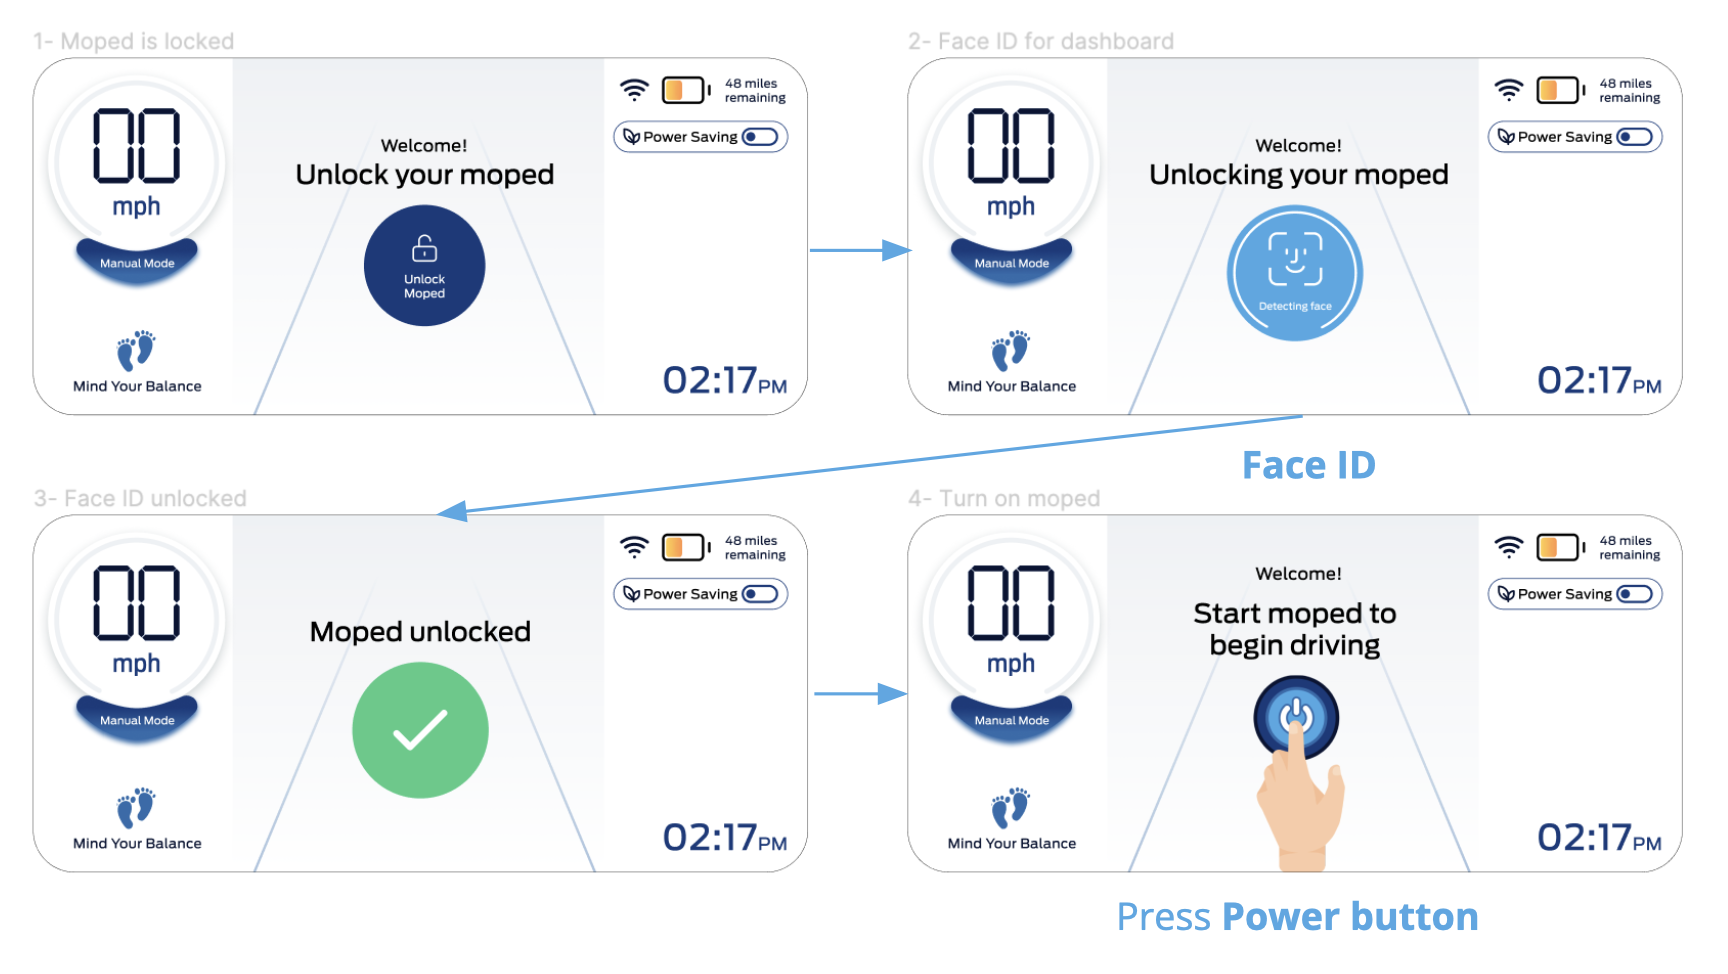 1- Moped is locked
00
mph
Manual Mode
Mind Your Balance
Welcome!
Unlock your moped
Unlock
Moped
48 miles
remaining
Power Saving
02:17PM
2- Face ID for dashboard
00
mph
Manual Mode
Mind Your Balance
Welcome!
Unlocking your moped
Detecting face
48 miles
remaining
Power Saving
02:17PM
Face ID
3- Face ID unlocked
00
mph
Manual Mode
Mind Your Balance
Moped unlocked
48 miles
remaining
Power Saving
02:17PM
4- Turn on moped
00
mph
Manual Mode
Mind Your Balance
Welcome!
Start moped to
begin driving
48 miles
remaining
Power Saving
02:17PM
Press Power button